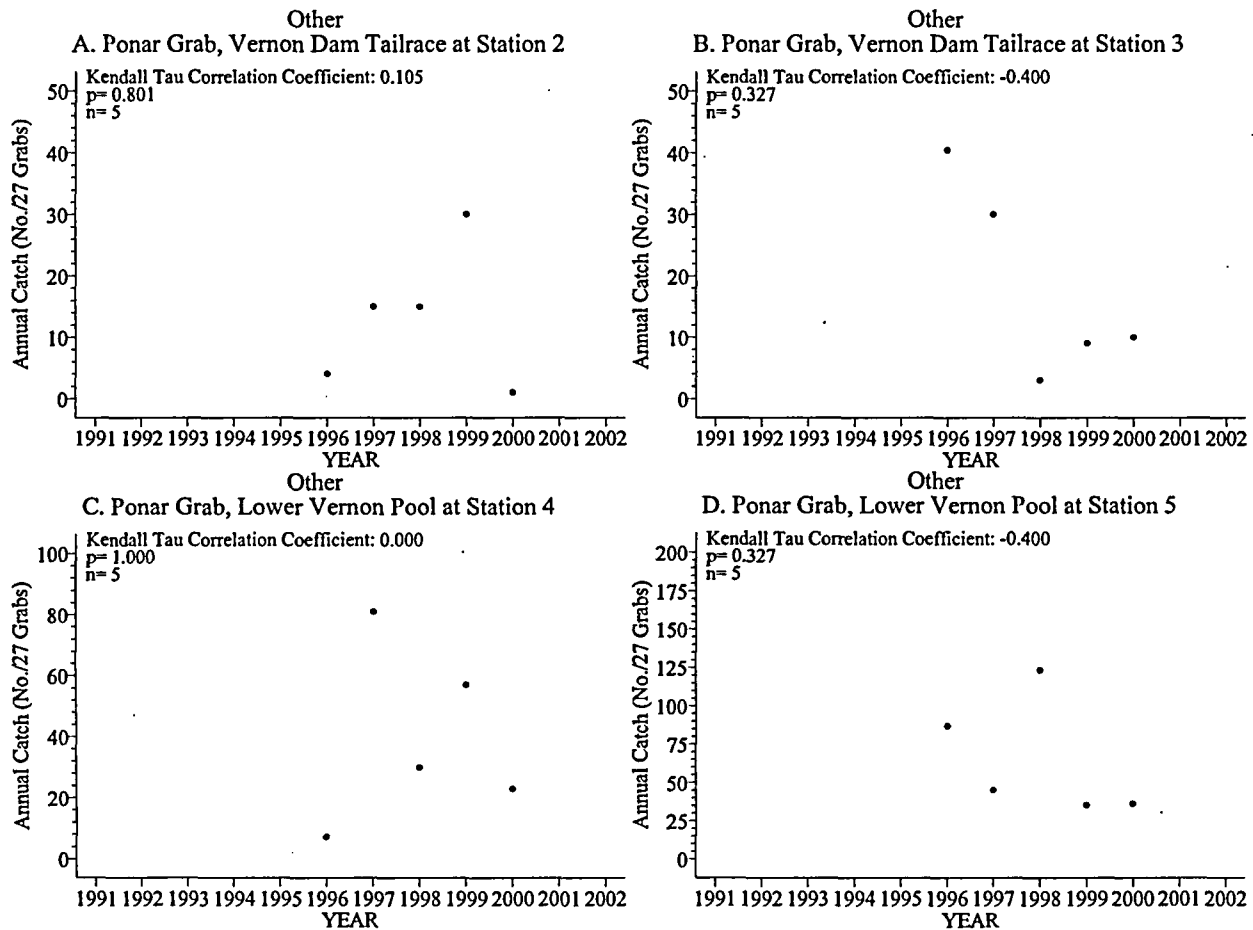 Other
A. Ponar Grab, Vernon Dam Tailrace at Station 2
Kendall Tau Correlation Coefficient: 0.105
p= 0.801
n= 5
Annual Catch (No./27 Grabs)
50
40
30
20
10
0
1991 1992 1993 1994 1995 1996 1997 1998 1999 2000 2001 2002
YEAR
Other
B. Ponar Grab, Vernon Dam Tailrace at Station 3
Kendall Tau Correlation Coefficient: -0.400
p= 0.327
n= 5
Annual Catch (No./27 Grabs)
50
40
30
20
10
0
1991 1992 1993 1994 1995 1996 1997 1998 1999 2000 2001 2002
YEAR
Other
C. Ponar Grab, Lower Vernon Pool at Station 4
Kendall Tau Correlation Coefficient: 0.000
p= 1.000
n= 5
Annual Catch (No./27 Grabs)
100
80
60
40
20
0
1991 1992 1993 1994 1995 1996 1997 1998 1999 2000 2001 2002
YEAR
Other
D. Ponar Grab, Lower Vernon Pool at Station 5
Kendall Tau Correlation Coefficient: -0.400
p= 0.327
n= 5
Annual Catch (No./27 Grabs)
200
175
150
125
100
75
50
25
0
1991 1992 1993 1994 1995 1996 1997 1998 1999 2000 2001 2002
YEAR